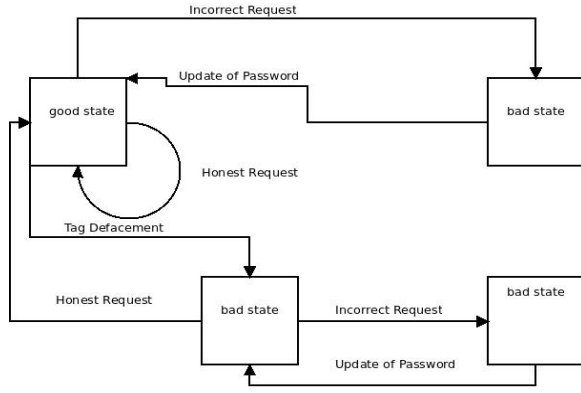 Incorrect Request
Update of Password
good state
bad state
Honest Request
Tag Defacement
bad state
Honest Request
bad state
Incorrect Request
Update of Password